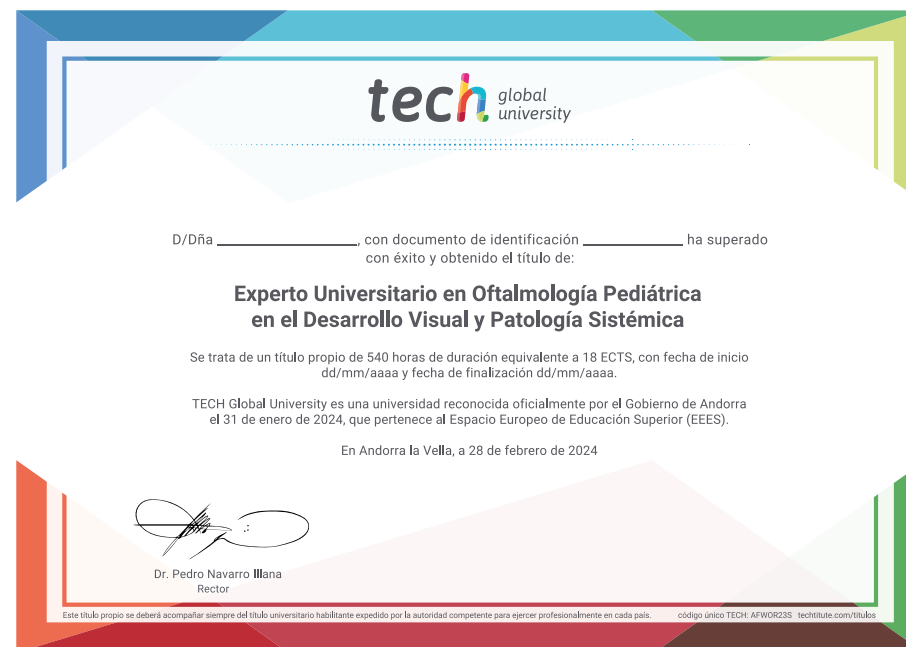 tech global university
D/Dña ____________________, con documento de identificación ______________ ha superado
con éxito y obtenido el título de:
Experto Universitario en Oftalmología Pediátrica
en el Desarrollo Visual y Patología Sistémica
Se trata de un título propio de 540 horas de duración equivalente a 18 ECTS, con fecha de inicio
dd/mm/aaaa y fecha de finalización dd/mm/aaaa.
TECH Global University es una universidad reconocida oficialmente por el Gobierno de Andorra
el 31 de enero de 2024, que pertenece al Espacio Europeo de Educación Superior (EEES).
En Andorra la Vella, a 28 de febrero de 2024
Dr. Pedro Navarro Illana
Rector
Este título propio se deberá acompañar siempre del título universitario habilitante expedido por la autoridad competente para ejercer profesionalmente en cada país. código único TECH: AFWOR23S techtitute.com/titulos